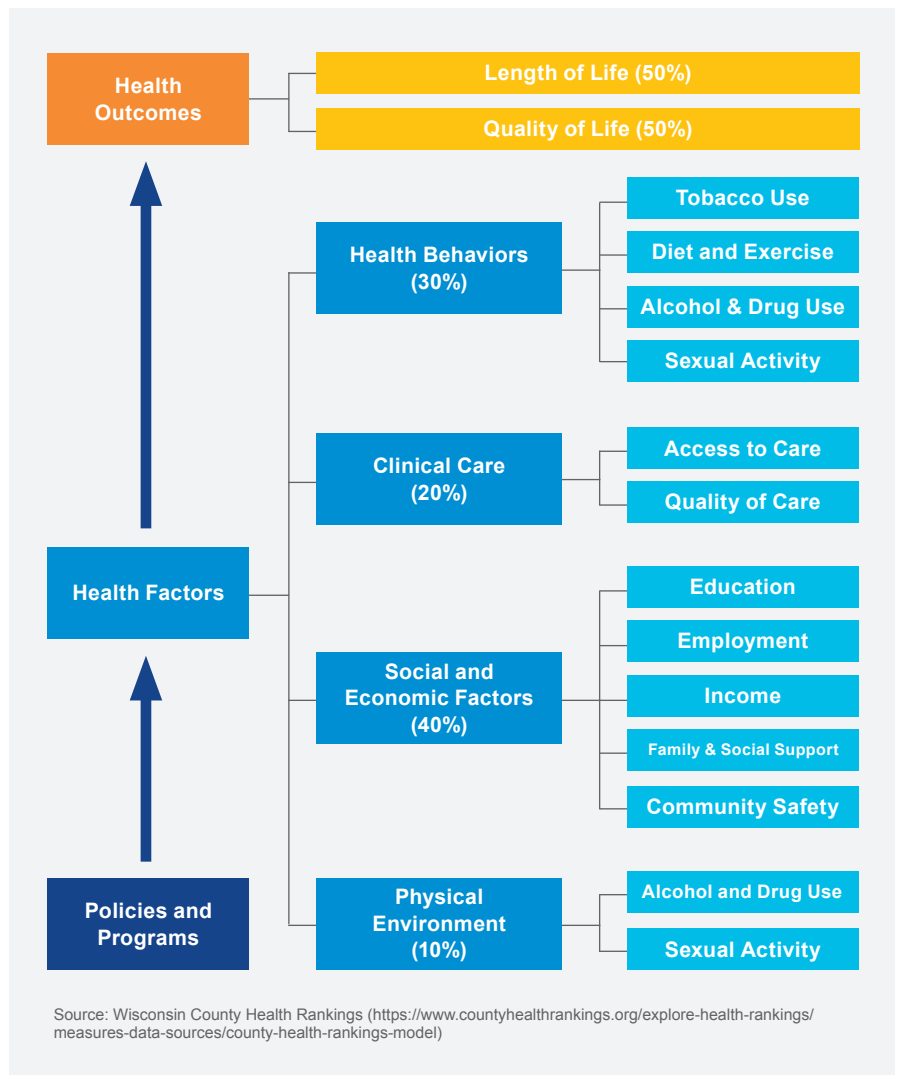 Health
Outcomes
Length of Life (50%)
Quality of Life (50%)
Health Behaviors
(30%)
Tobacco Use
Diet and Exercise
Alcohol & Drug Use
Sexual Activity
Clinical Care
(20%)
Access to Care
Quality of Care
Health Factors
Social and
Economic Factors
(40%)
Education
Employment
Income
Family & Social Support
Community Safety
Policies and
Programs
Physical
Environment
(10%)
Alcohol and Drug Use
Sexual Activity
Source: Wisconsin County Health Rankings (https://www.countyhealthrankings.org/explore-health-rankings/
measures-data-sources/county-health-rankings-model)